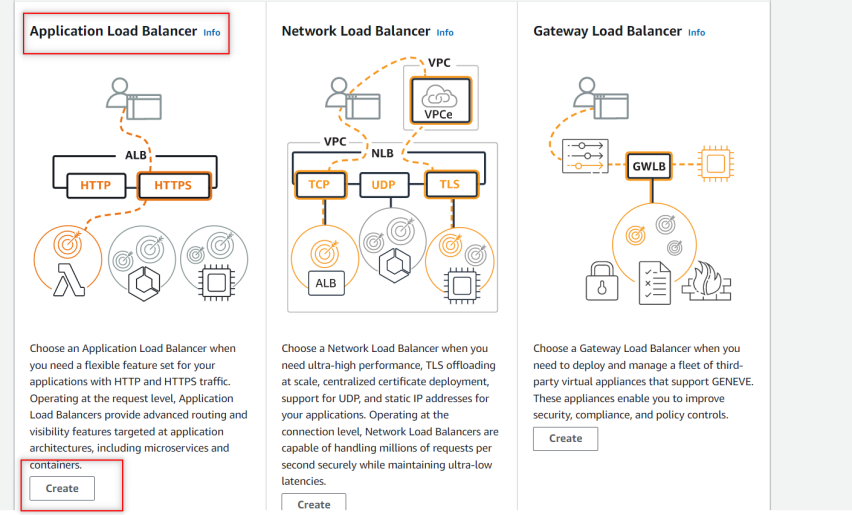 Application Load Balancer Info
ALB
HTTP
HTTPS
Choose an Application Load Balancer when
you need a flexible feature set for your
applications with HTTP and HTTPS traffic.
Operating at the request level, Application
Load Balancers provide advanced routing and
visibility features targeted at application
architectures, including microservices and
containers.
Create
Network Load Balancer Info
VPC
VPCe
VPC
NLB
TCP
UDP
TLS
ALB
Choose a Network Load Balancer when you
need ultra-high performance, TLS offloading
at scale, centralized certificate deployment,
support for UDP, and static IP addresses for
your applications. Operating at the
connection level, Network Load Balancers are
capable of handling millions of requests per
second securely while maintaining ultra-low
latencies.
Create
Gateway Load Balancer Info
GWLB
Choose a Gateway Load Balancer when you
need to deploy and manage a fleet of third-
party virtual appliances that support GENEVE.
These appliances enable you to improve
security, compliance, and policy controls.
Create